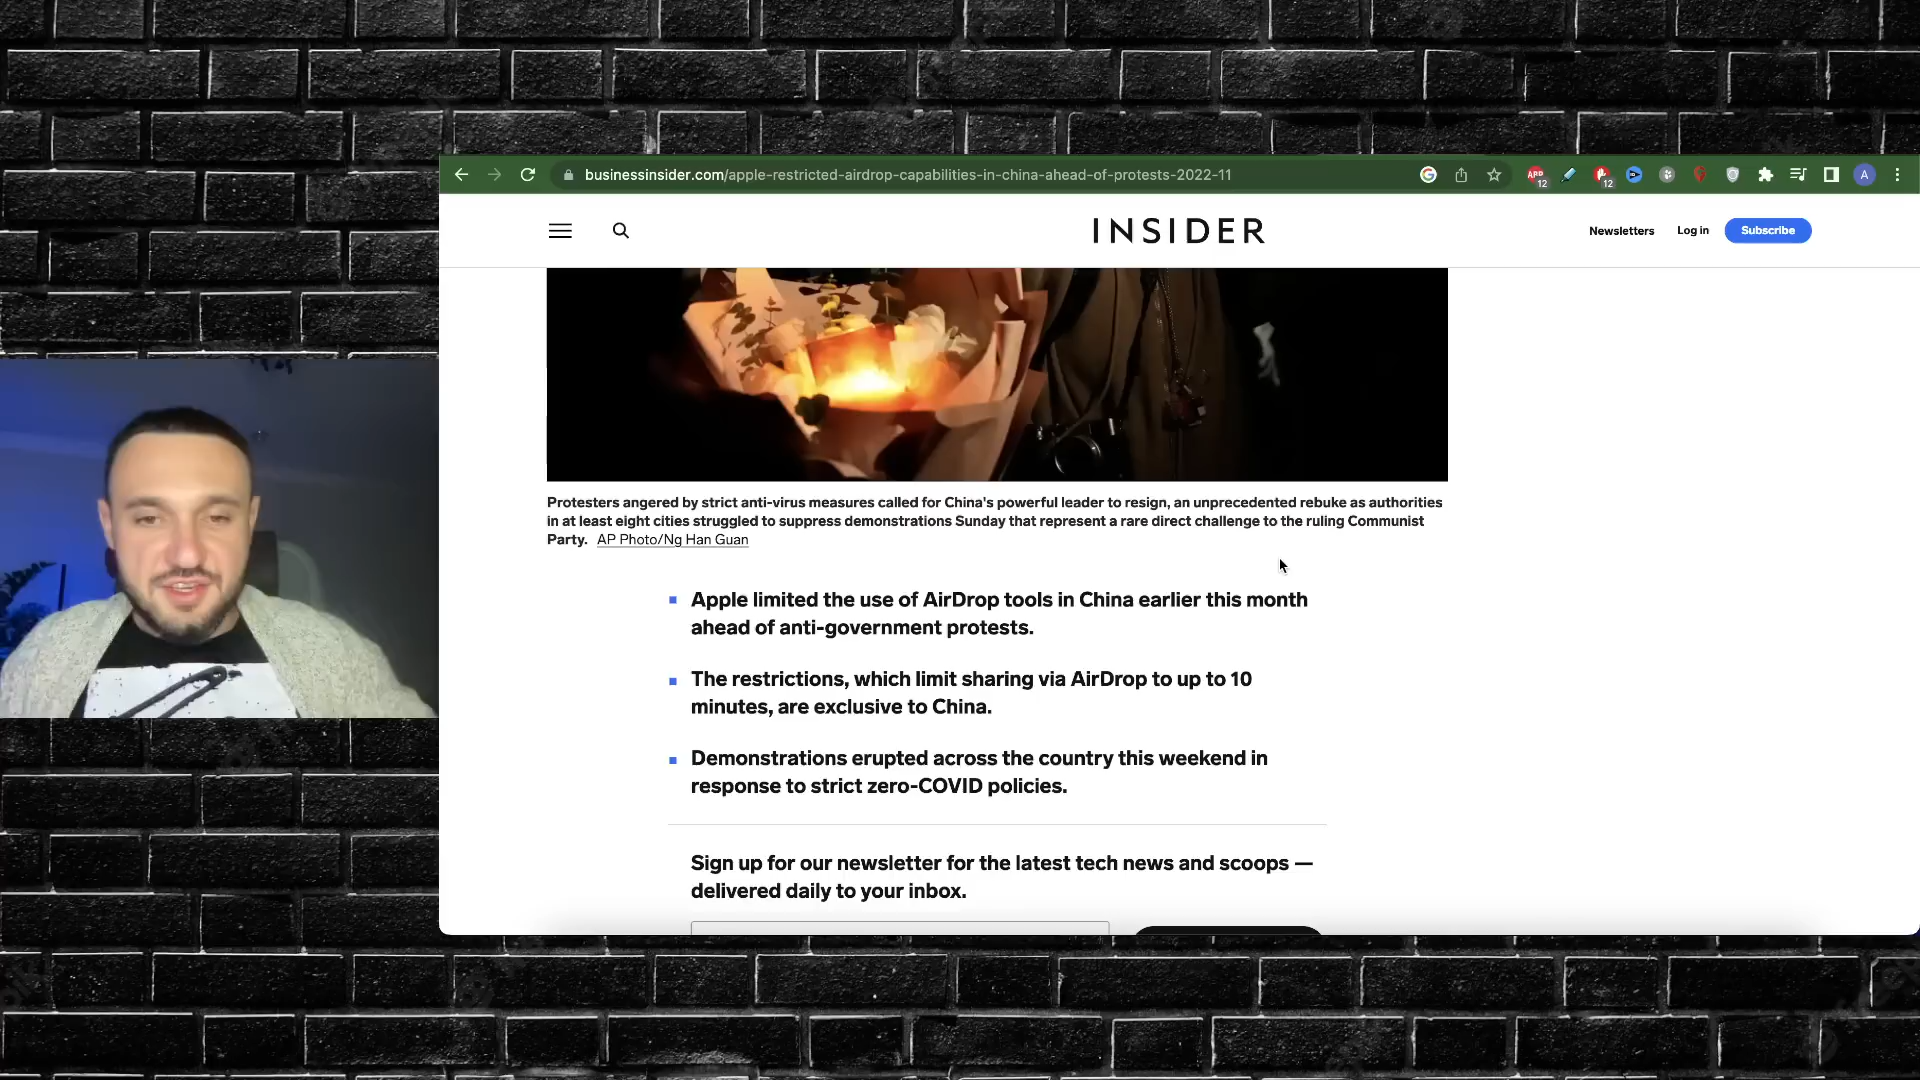 businessinsider.com/apple-restricted-airdrop-capabilities-in-china-ahead-of-protests-2022-11
ABP
12
12
A
INSIDER
Newsletters
Log in
Subscribe
Protesters angered by strict anti-virus measures called for China's powerful leader to resign, an unprecedented rebuke as authorities
in at least eight cities struggled to suppress demonstrations Sunday that represent a rare direct challenge to the ruling Communist
Party. AP Photo/Ng Han Guan
Apple limited the use of AirDrop tools in China earlier this month
ahead of anti-government protests.
The restrictions, which limit sharing via AirDrop to up to 10
minutes, are exclusive to China.
Demonstrations erupted across the country this weekend in
response to strict zero-COVID policies.
Sign up for our newsletter for the latest tech news and scoops —
delivered daily to your inbox.